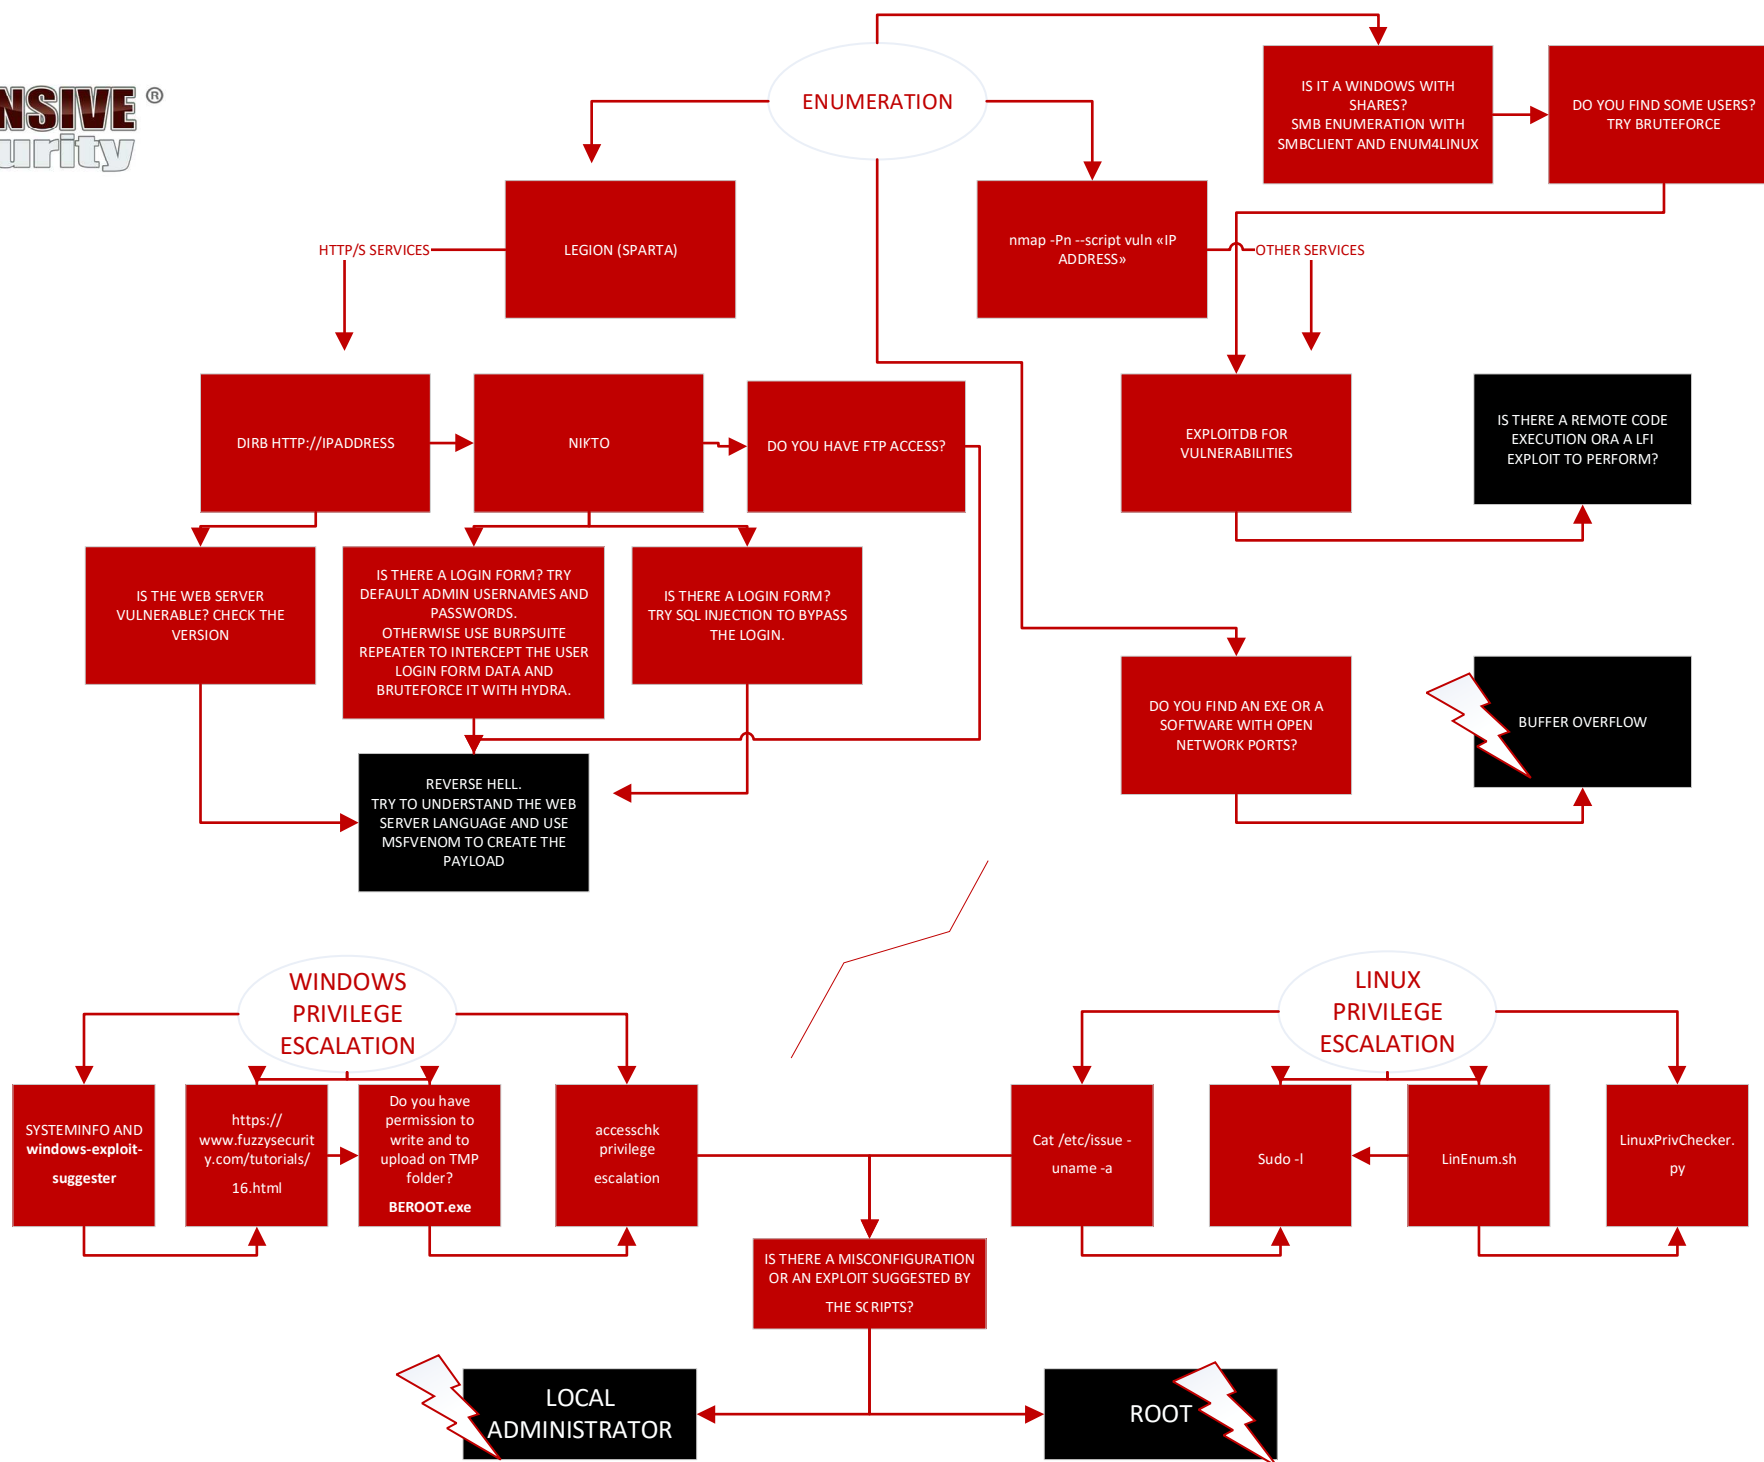 NSIVE ®
urity
ENUMERATION
IS IT A WINDOWS WITH
SHARES?
SMB ENUMERATION WITH
SMBCLIENT AND ENUM4LINUX
DO YOU FIND SOME USERS?
TRY BRUTEFORCE
HTTP/S SERVICES
LEGION (SPARTA)
nmap -Pn --script vuln «IP
ADDRESS»
OTHER SERVICES
DIRB HTTP://IPADDRESS
NIKTO
DO YOU HAVE FTP ACCESS?
EXPLOITDB FOR
VULNERABILITIES
IS THERE A REMOTE CODE
EXECUTION ORA A LFI
EXPLOIT TO PERFORM?
IS THE WEB SERVER
VULNERABLE? CHECK THE
VERSION
IS THERE A LOGIN FORM? TRY
DEFAULT ADMIN USERNAMES AND
PASSWORDS.
OTHERWISE USE BURPSUITE
REPEATER TO INTERCEPT THE USER
LOGIN FORM DATA AND
BRUTEFORCE IT WITH HYDRA.
IS THERE A LOGIN FORM?
TRY SQL INJECTION TO BYPASS
THE LOGIN.
DO YOU FIND AN EXE OR A
SOFTWARE WITH OPEN
NETWORK PORTS?
BUFFER OVERFLOW
REVERSE HELL.
TRY TO UNDERSTAND THE WEB
SERVER LANGUAGE AND USE
MSFVENOM TO CREATE THE
PAYLOAD
WINDOWS
PRIVILEGE
ESCALATION
SYSTEMINFO AND
windows-exploit-
suggester
https://
www.fuzzysecurit
y.com/tutorials/
16.html
Do you have
permission to
write and to
upload on TMP
folder?
BEROOT.exe
accesschk
privilege
escalation
LINUX
PRIVILEGE
ESCALATION
Cat /etc/issue -
uname -a
Sudo -l
LinEnum.sh
LinuxPrivChecker.
py
IS THERE A MISCONFIGURATION
OR AN EXPLOIT SUGGESTED BY
THE SCRIPTS?
LOCAL
ADMINISTRATOR
ROOT